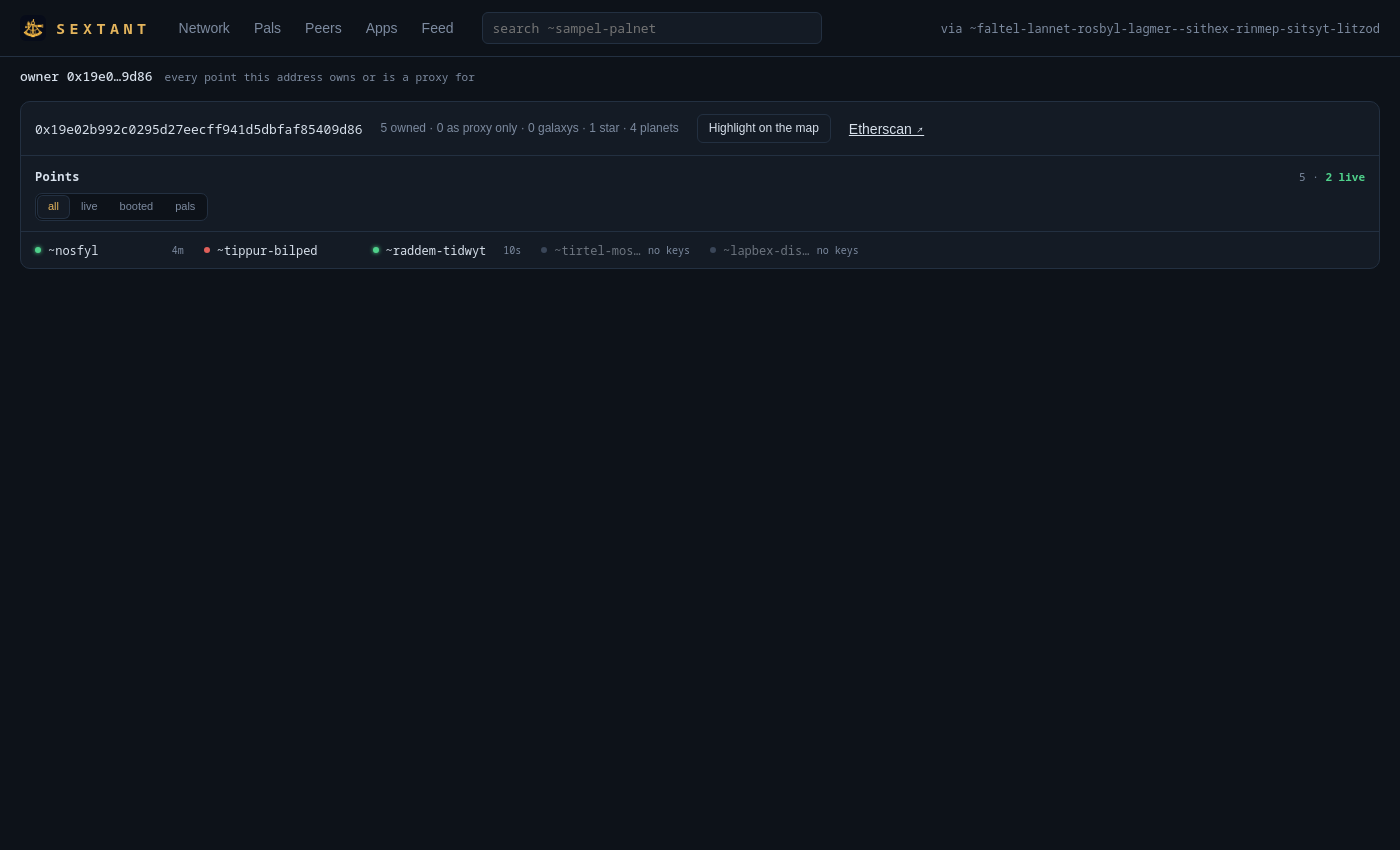 SEXTANT Network Pals Peers Apps Feed search ~sampel-palnet via ~faltel-lannet-rosbyl-lagmer--sithex-rinmep-sitsyt-litzod
owner 0x19e0…9d86 every point this address owns or is a proxy for
0x19e02b992c0295d27eecff941d5dbfaf85409d86 5 owned · 0 as proxy only · 0 galaxys · 1 star · 4 planets Highlight on the map Etherscan ↗
Points 5 · 2 live
all live booted pals
~nosfyl 4m ~tippur-bilped ~raddem-tidwyt 10s ~tirtel-mos… no keys ~lapbex-dis… no keys